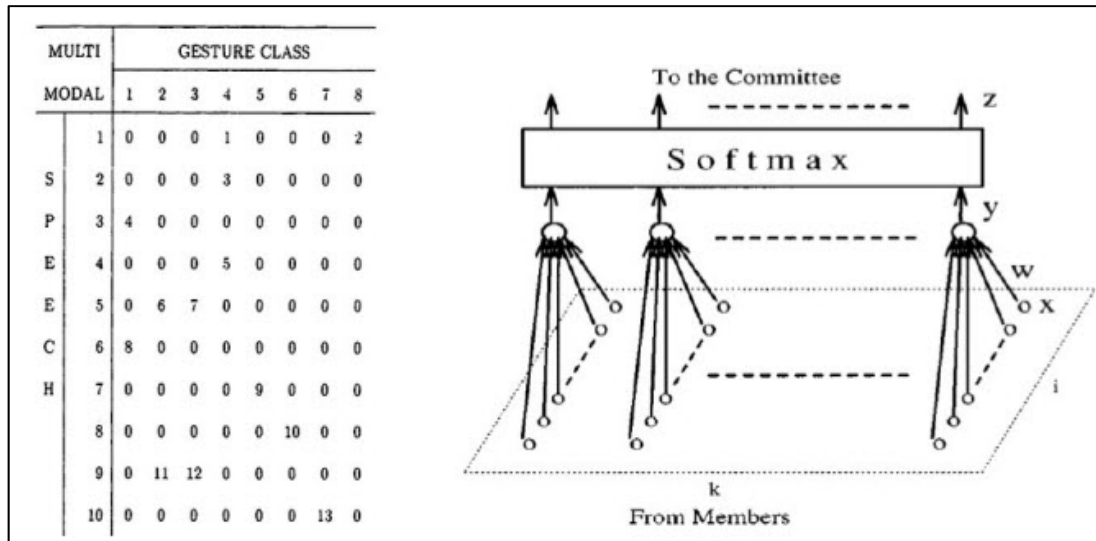 MULTI GESTURE CLASS
MODAL 1 2 3 4 5 6 7 8
1 0 0 0 1 0 0 0 2
S 2 0 0 0 3 0 0 0 0
P 3 4 0 0 0 0 0 0 0
E 4 0 0 0 5 0 0 0 0
E 5 0 6 7 0 0 0 0 0
C 6 8 0 0 0 0 0 0 0
H 7 0 0 0 0 9 0 0 0
8 0 0 0 0 0 10 0 0
9 0 11 12 0 0 0 0 0
10 0 0 0 0 0 0 13 0
To the Committee
z
Softmax
y
w
x
i
k
From Members